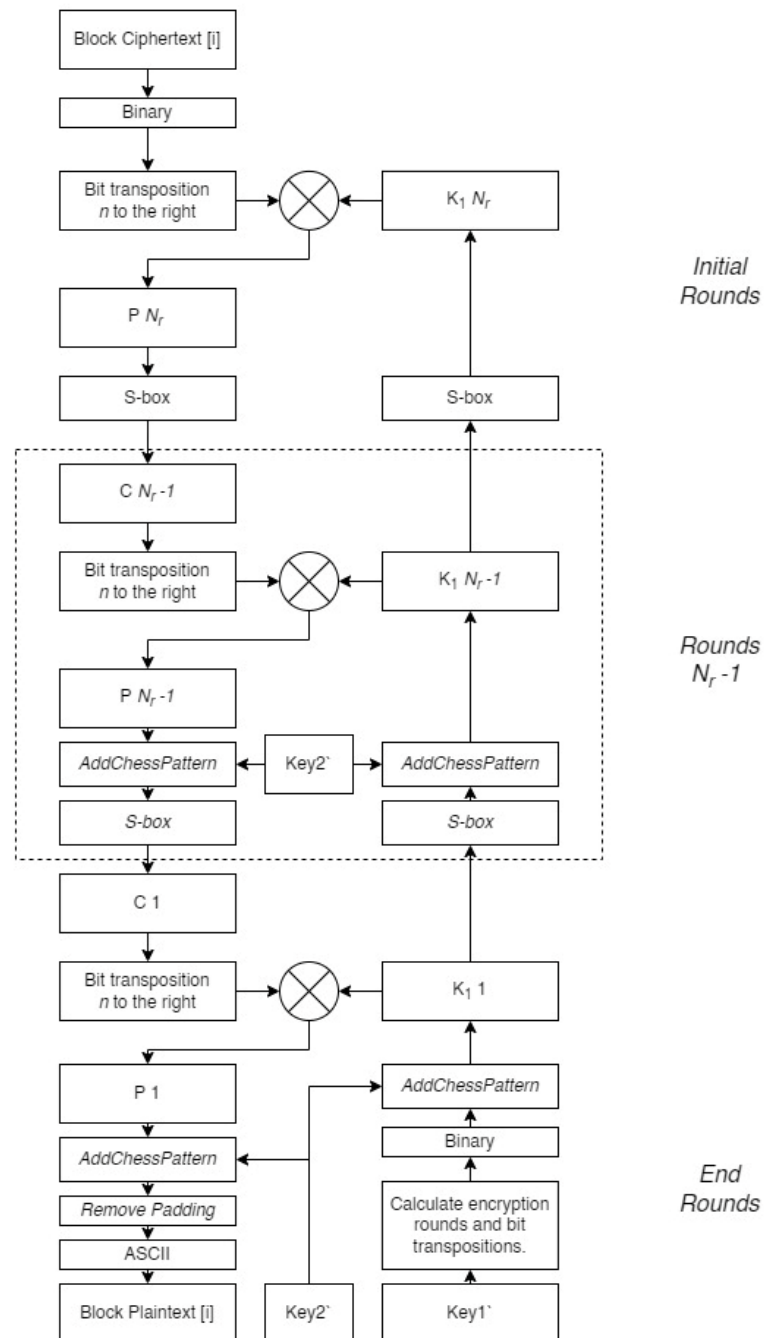 Block Ciphertext [i]
Binary
Bit transposition
n to the right
K₁ Nᵣ
Initial
Rounds
P Nᵣ
S-box
S-box
C Nᵣ -1
Bit transposition
n to the right
K₁ Nᵣ -1
Rounds
Nᵣ -1
P Nᵣ -1
AddChessPattern
Key2`
AddChessPattern
S-box
S-box
C 1
Bit transposition
n to the right
K₁ 1
P 1
AddChessPattern
AddChessPattern
Binary
End
Rounds
Remove Padding
Calculate encryption
rounds and bit
transpositions.
ASCII
Block Plaintext [i]
Key2`
Key1`